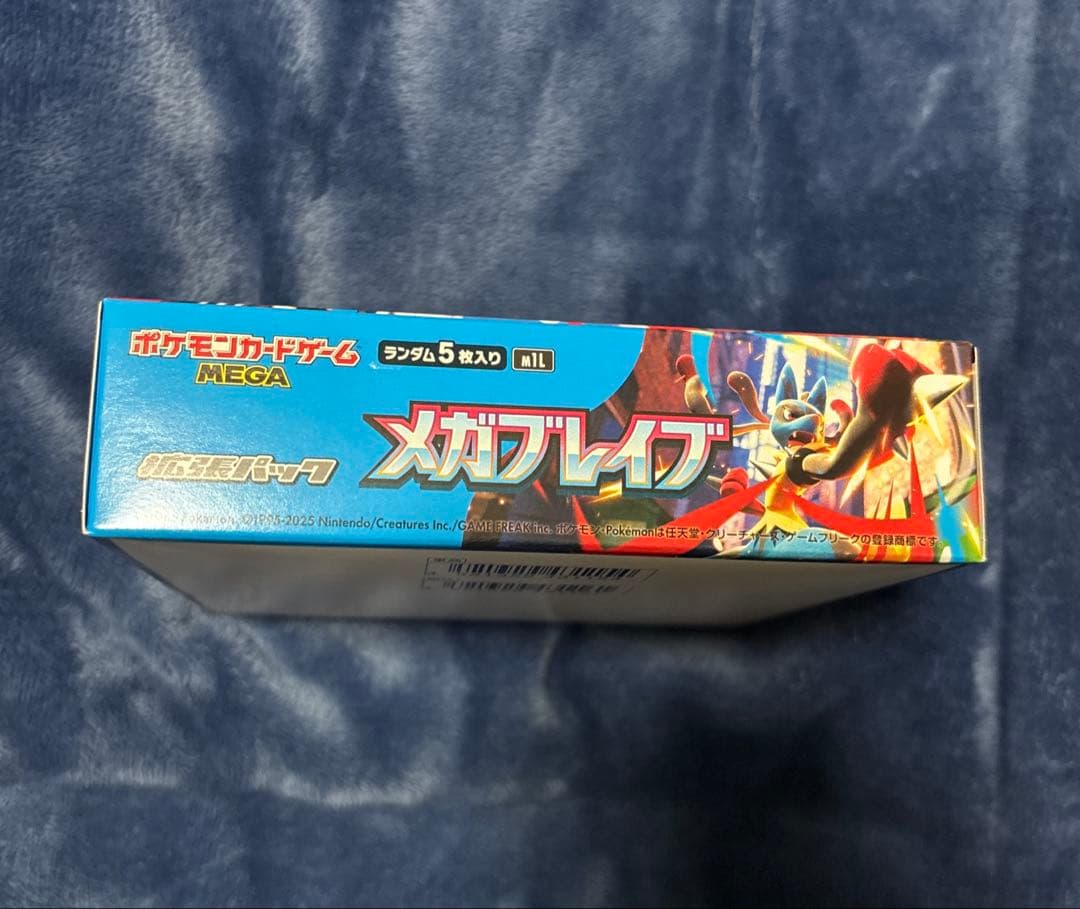 ポケモンカードゲーム
MEGA
ランダム5枚入り
M1L
拡張パック
メガブレイブ
Pokémon. ©1995-2025 Nintendo/Creatures Inc./GAME FREAK inc. ポケモン・Pokémonは任天堂・クリーチャーズ・ゲームフリークの登録商標です。